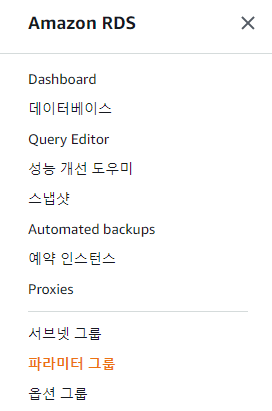 Amazon RDS
Dashboard
데이터베이스
Query Editor
성능 개선 도우미
스냅샷
Automated backups
예약 인스턴스
Proxies
서브넷 그룹
파라미터 그룹
옵션 그룹